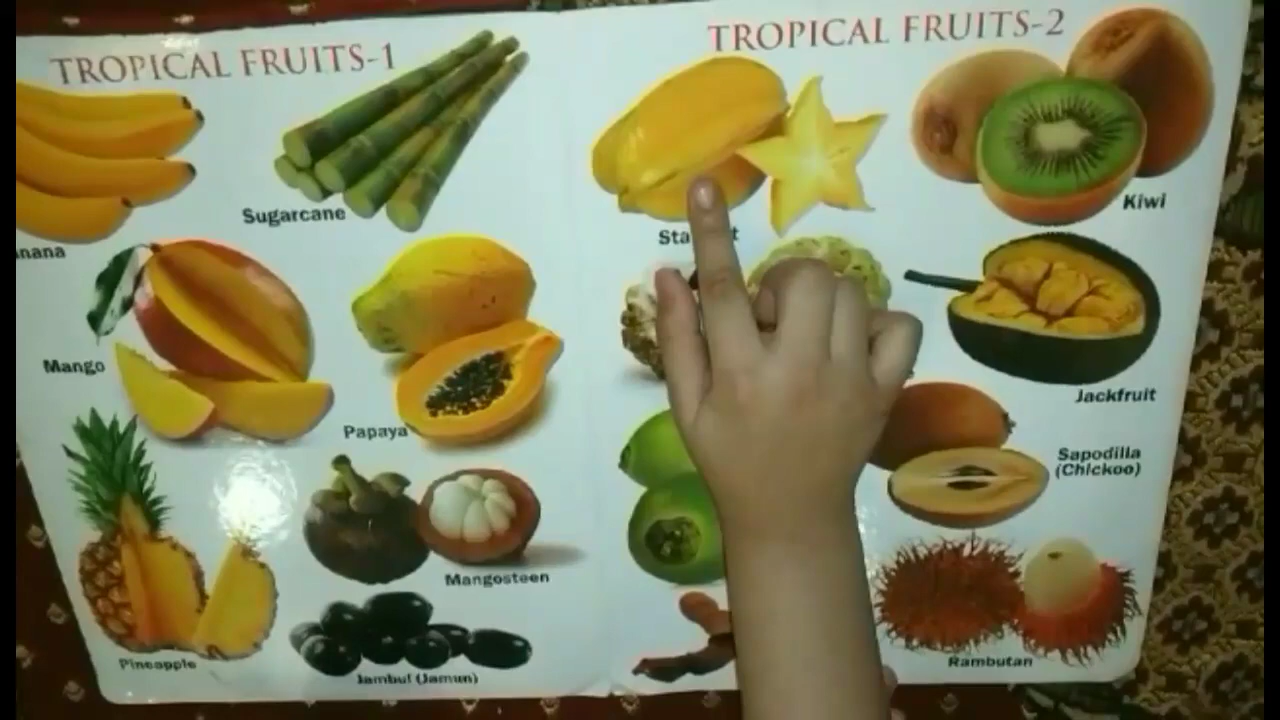 TROPICAL FRUITS-1
Sugarcane
Mango
Papaya
Mangosteen
Pineapple
Jambul (Jamun)
TROPICAL FRUITS-2
Kiwi
Jackfruit
Sapodilla
(Chickoo)
Rambutan